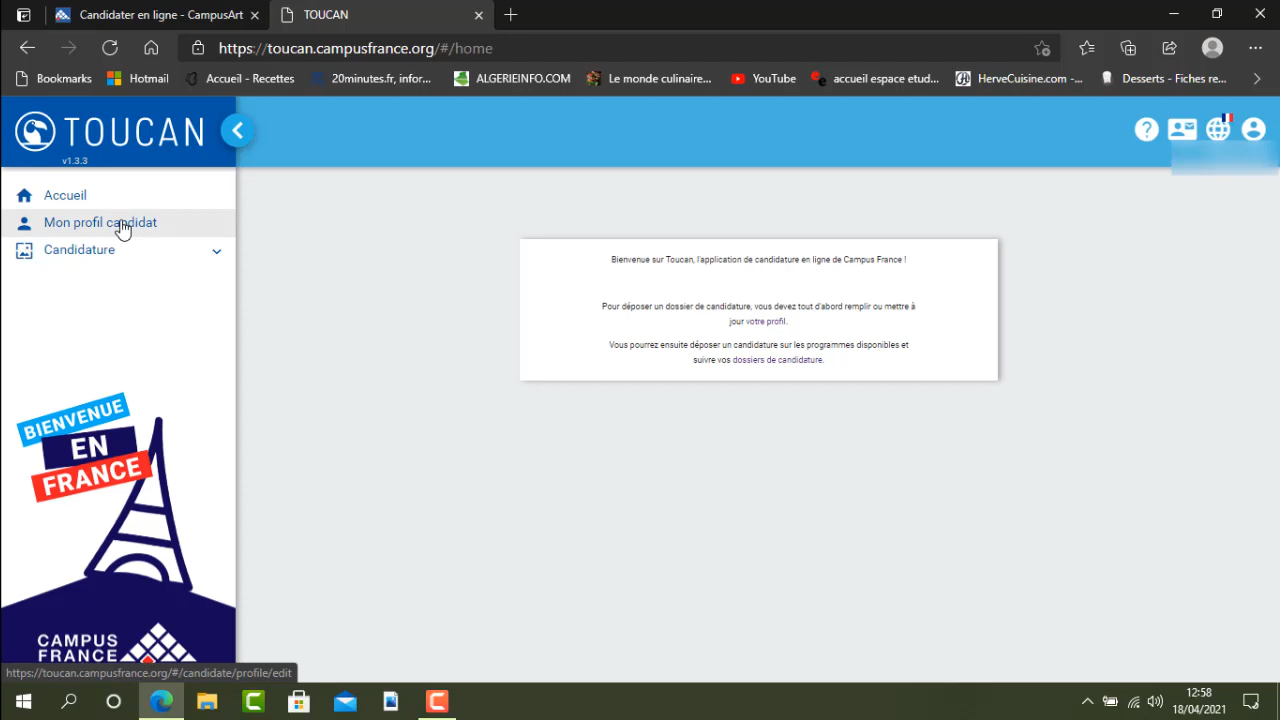 Candidater en ligne - CampusArt
TOUCAN
https://toucan.campusfrance.org/#/home
Bookmarks
Hotmail
Accueil - Recettes
20minutes.fr, infor...
ALGERIEINFO.COM
Le monde culinaire...
YouTube
accueil espace etud...
HerveCuisine.com -...
Desserts - Fiches re...
TOUCAN
v1.3.3
Accueil
Mon profil candidat
Candidature
Bienvenue sur Toucan, l'application de candidature en ligne de Campus France !
Pour déposer un dossier de candidature, vous devez tout d'abord remplir ou mettre à
jour votre profil.
Vous pourrez ensuite déposer un candidature sur les programmes disponibles et
suivre vos dossiers de candidature.
BIENVENUE
EN
FRANCE
CAMPUS
FRANCE
https://toucan.campusfrance.org/#/candidate/profile/edit
12:58
18/04/2021